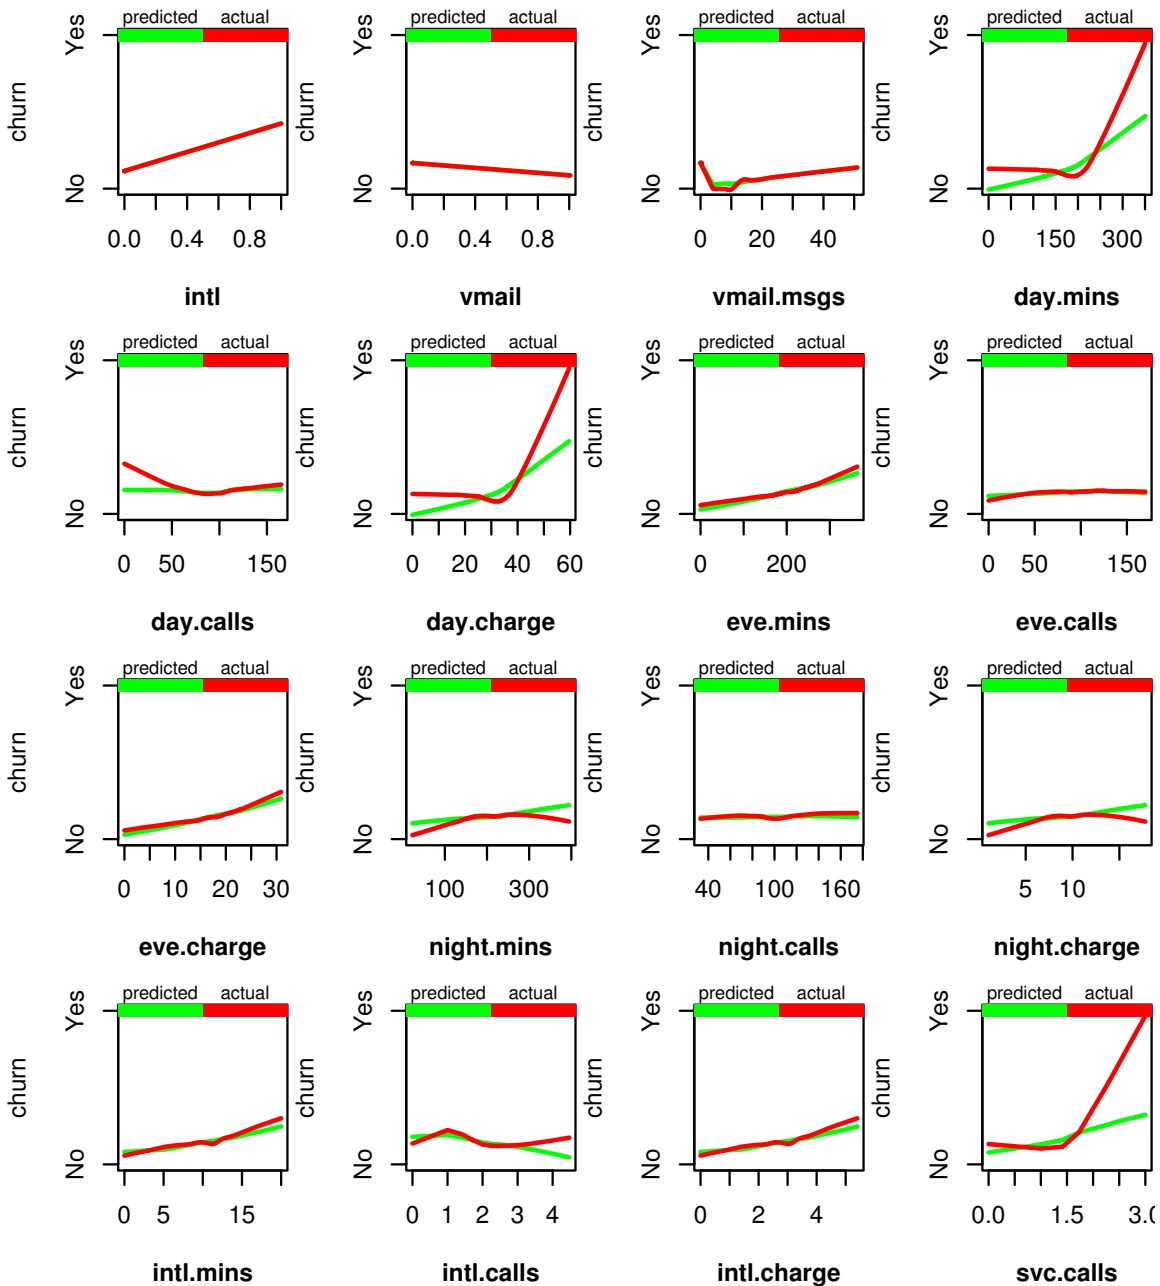 predicted actual predicted actual predicted actual predicted actual
churn No Yes churn No Yes churn No Yes churn No Yes
0.0 0.4 0.8 0.0 0.4 0.8 0 20 40 0 150 300
intl vmail vmail.msgs day.mins
predicted actual predicted actual predicted actual predicted actual
churn No Yes churn No Yes churn No Yes churn No Yes
0 50 150 0 20 40 60 0 200 0 50 150
day.calls day.charge eve.mins eve.calls
predicted actual predicted actual predicted actual predicted actual
churn No Yes churn No Yes churn No Yes churn No Yes
0 10 20 30 100 300 40 100 160 5 10
eve.charge night.mins night.calls night.charge
predicted actual predicted actual predicted actual predicted actual
churn No Yes churn No Yes churn No Yes churn No Yes
0 5 15 0 1 2 3 4 0 2 4 0.0 1.5 3.0
intl.mins intl.calls intl.charge svc.calls